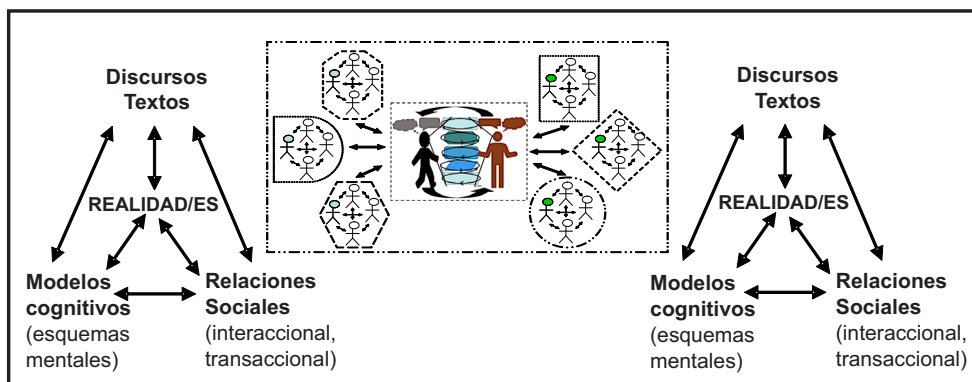 Discursos
Textos
REALIDAD/ES
Modelos
cognitivos
(esquemas
mentales)
Relaciones
Sociales
(interaccional,
transaccional)
Discursos
Textos
REALIDAD/ES
Modelos
cognitivos
(esquemas
mentales)
Relaciones
Sociales
(interaccional,
transaccional)